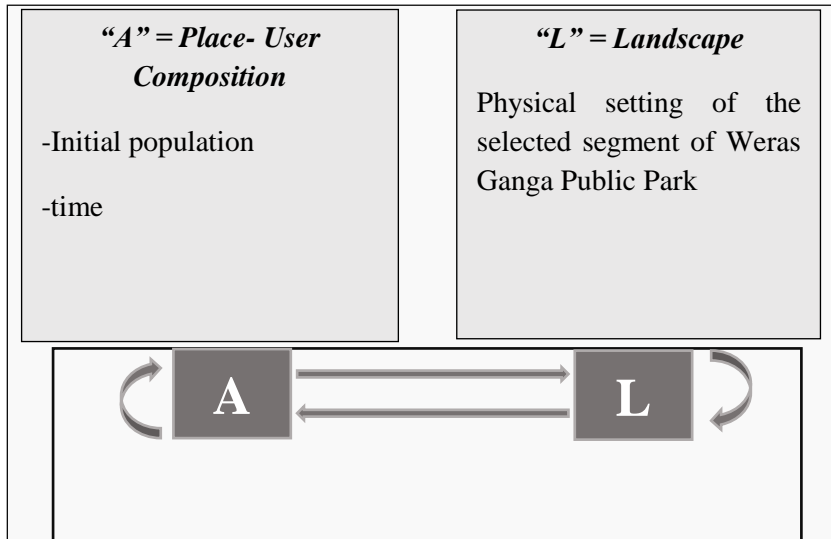 “A” = Place- User
Composition
-Initial population
-time
“L” = Landscape
Physical setting of the
selected segment of Weras
Ganga Public Park
A
L